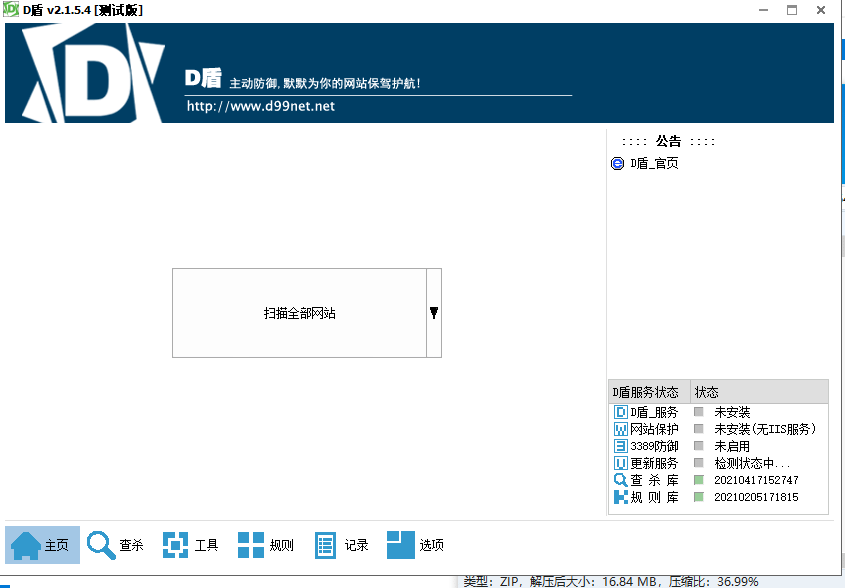 D盾 v2.1.5.4 [测试版]
D盾 主动防御,默默为你的网站保驾护航!
http://www.d99net.net
:::: 公告 ::::
D盾_官页
扫描全部网站
D盾服务状态 状态
D盾_服务 未安装
网站保护 未安装(无IIS服务)
3389防御 未启用
更新服务 检测状态中...
查 杀 库 20210417152747
规 则 库 20210205171815
主页 查杀 工具 规则 记录 选项
类型: ZIP, 解压后大小: 16.84 MB, 压缩比: 36.99%